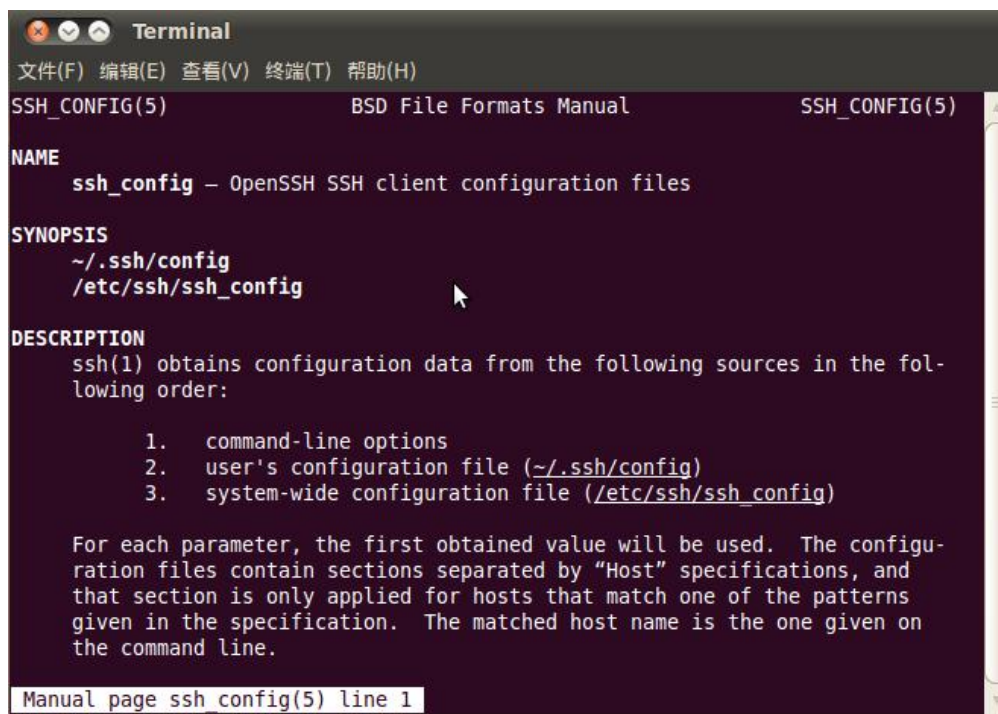 Terminal
文件(F) 编辑(E) 查看(V) 终端(T) 帮助(H)
SSH_CONFIG(5) BSD File Formats Manual SSH_CONFIG(5)
NAME
ssh_config — OpenSSH SSH client configuration files
SYNOPSIS
~/.ssh/config
/etc/ssh/ssh_config
DESCRIPTION
ssh(1) obtains configuration data from the following sources in the fol-
lowing order:
1. command-line options
2. user's configuration file (~/.ssh/config)
3. system-wide configuration file (/etc/ssh/ssh_config)
For each parameter, the first obtained value will be used. The configu-
ration files contain sections separated by “Host” specifications, and
that section is only applied for hosts that match one of the patterns
given in the specification. The matched host name is the one given on
the command line.
Manual page ssh_config(5) line 1